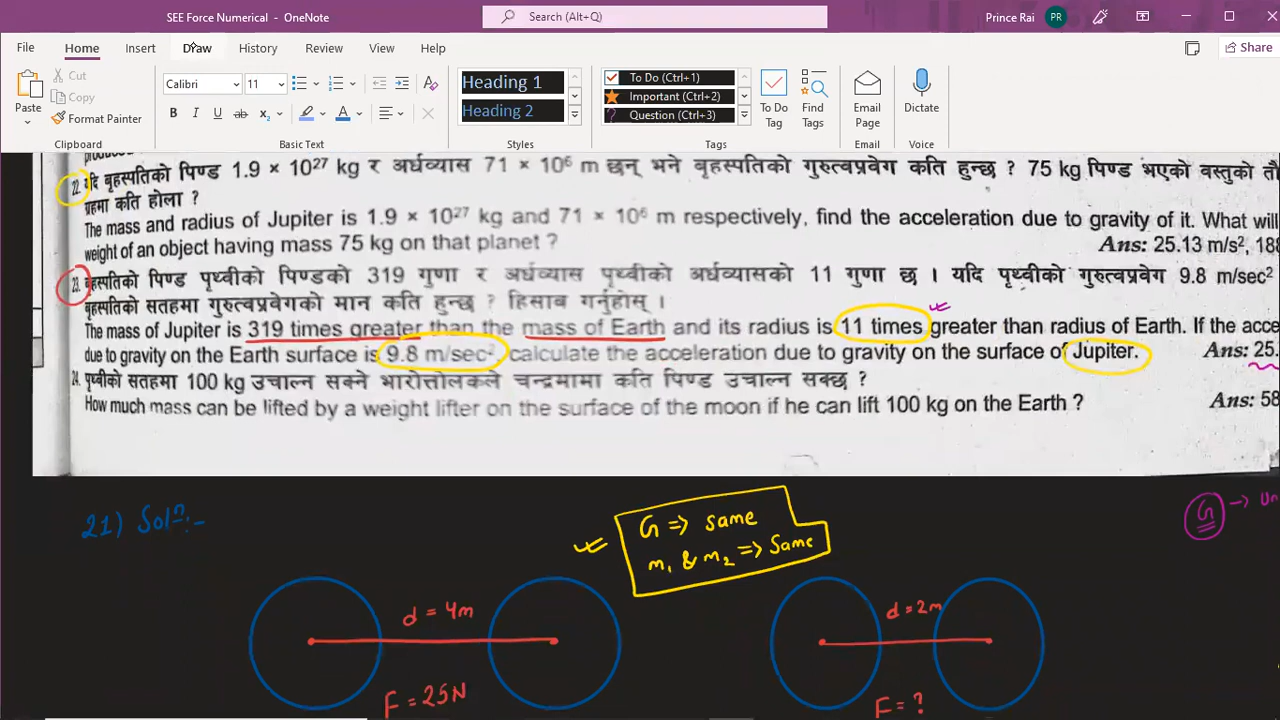 SEE Force Numerical - OneNote
Search (Alt+Q)
Prince Rai
PR
File
Home
Insert
Draw
History
Review
View
Help
Share
Paste
Cut
Copy
Format Painter
Clipboard
Calibri
11
Basic Text
Heading 1
Heading 2
Styles
To Do (Ctrl+1)
Important (Ctrl+2)
Question (Ctrl+3)
To Do Tag
Find Tags
Tags
Email Page
Email
Dictate
Voice
22. यदि बृहस्पतिको पिण्ड 1.9 × 10²⁷ kg र अर्धव्यास 71 × 10⁶ m छन् भने बृहस्पतिको गुरुत्वप्रवेग कति हुन्छ ? 75 kg पिण्ड भएको वस्तुको तौ
ग्रहमा कति होला ?
The mass and radius of Jupiter is 1.9 × 10²⁷ kg and 71 × 10⁶ m respectively, find the acceleration due to gravity of it. What will
weight of an object having mass 75 kg on that planet ?
Ans: 25.13 m/s², 188
23. बृहस्पतिको पिण्ड पृथ्वीको पिण्डको 319 गुणा र अर्धव्यास पृथ्वीको अर्धव्यासको 11 गुणा छ । यदि पृथ्वीको गुरुत्वप्रवेग 9.8 m/sec²
बृहस्पतिको सतहमा गुरुत्वप्रवेगको मान कति हुन्छ ? हिसाब गर्नुहोस् ।
The mass of Jupiter is 319 times greater than the mass of Earth and its radius is 11 times greater than radius of Earth. If the acce
due to gravity on the Earth surface is 9.8 m/sec², calculate the acceleration due to gravity on the surface of Jupiter.
Ans: 25.
24. पृथ्वीको सतहमा 100 kg उचाल्न सक्ने भारोत्तोलकले चन्द्रमामा कति पिण्ड उचाल्न सक्छ ?
How much mass can be lifted by a weight lifter on the surface of the moon if he can lift 100 kg on the Earth ?
Ans: 58
21) Solⁿ:-
G => same
m₁ & m₂ => Same
G → Un
d = 4m
d = 2m
F = 25N
F = ?